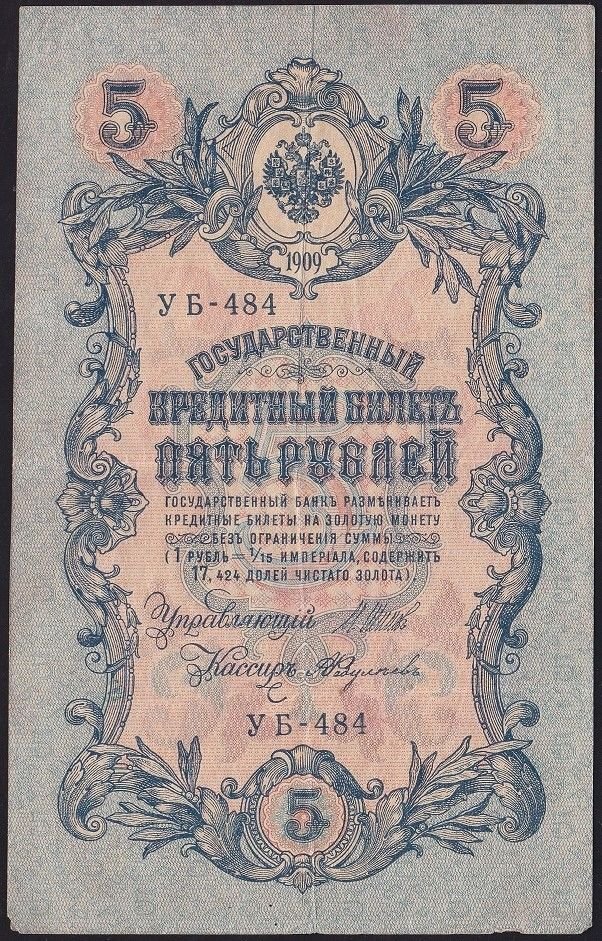 5 5
1909
УБ-484
ГОСУДАРСТВЕННЫЙ
КРЕДИТНЫЙ БИЛЕТЪ
ПЯТЬ РУБЛЕЙ
ГОСУДАРСТВЕННЫЙ БАНКЪ РАЗМѢНИВАЕТЪ
КРЕДИТНЫЕ БИЛЕТЫ НА ЗОЛОТУЮ МОНЕТУ
БЕЗЪ ОГРАНИЧЕНІЯ СУММЫ
(1 РУБЛЬ = 1/15 ИМПЕРІАЛА, СОДЕРЖИТЪ
17,424 ДОЛЕЙ ЧИСТАГО ЗОЛОТА)
Управляющій
Кассиръ
УБ-484
5